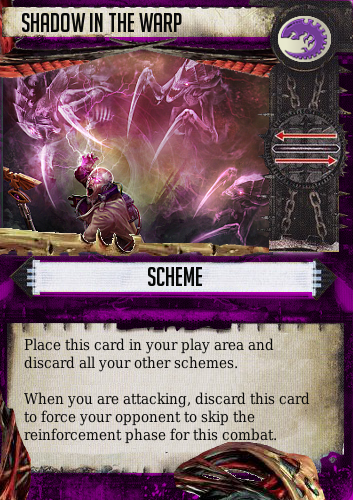 SHADOW IN THE WARP
SCHEME
Place this card in your play area and
discard all your other schemes.
When you are attacking, discard this card
to force your opponent to skip the
reinforcement phase for this combat.